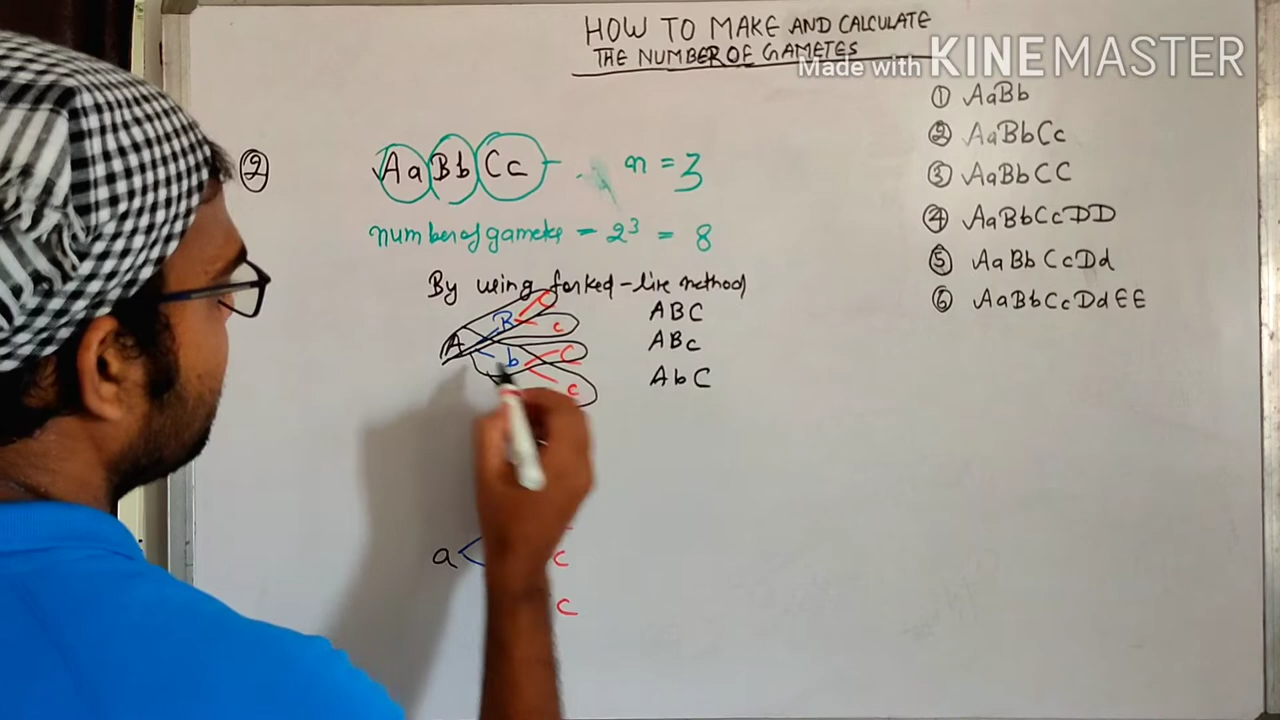 HOW TO MAKE AND CALCULATE
THE NUMBER OF GAMETES
Made with KINEMASTER
① AaBb
② AaBbCc
③ AaBbCC
④ AaBbCcDD
⑤ AaBbCcDd
⑥ AaBbCcDdEE
② AaBbCc n = 3
number of gametes = 2³ = 8
By using forked-line method
A B C
B c
b C
c
ABC
ABc
AbC
a
c
c